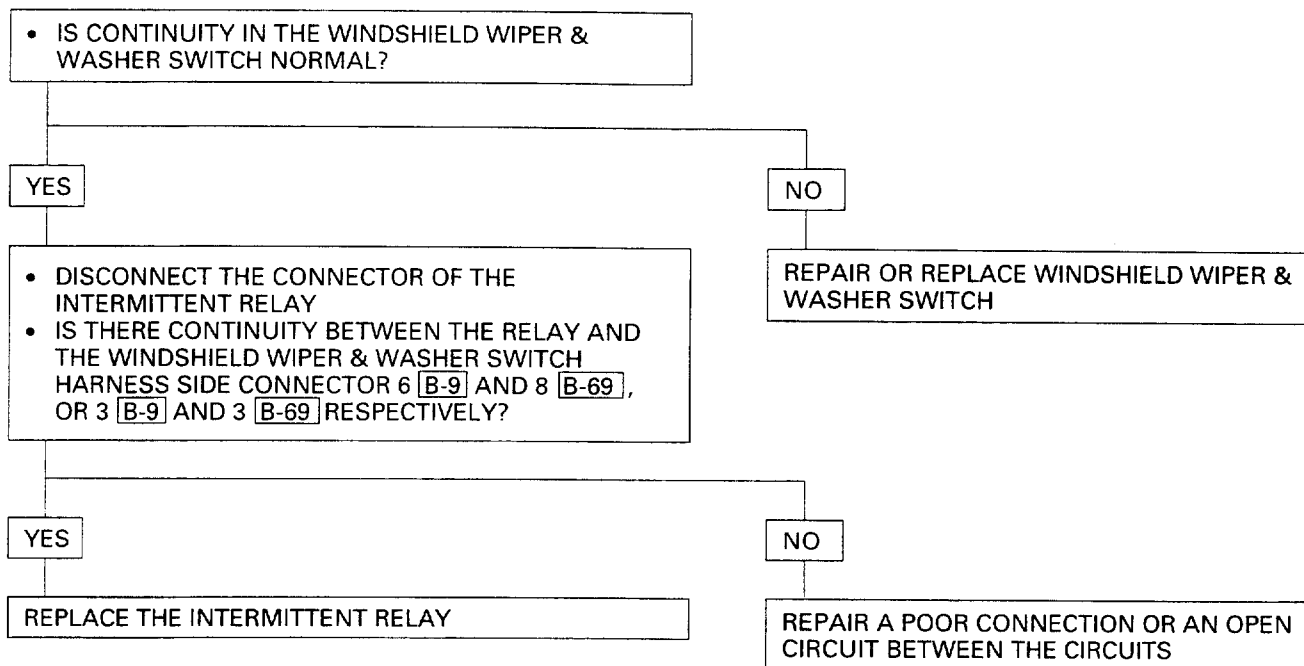 • IS CONTINUITY IN THE WINDSHIELD WIPER &
WASHER SWITCH NORMAL?
YES
NO
• DISCONNECT THE CONNECTOR OF THE
INTERMITTENT RELAY
• IS THERE CONTINUITY BETWEEN THE RELAY AND
THE WINDSHIELD WIPER & WASHER SWITCH
HARNESS SIDE CONNECTOR 6 B-9 AND 8 B-69 ,
OR 3 B-9 AND 3 B-69 RESPECTIVELY?
REPAIR OR REPLACE WINDSHIELD WIPER &
WASHER SWITCH
YES
NO
REPLACE THE INTERMITTENT RELAY
REPAIR A POOR CONNECTION OR AN OPEN
CIRCUIT BETWEEN THE CIRCUITS